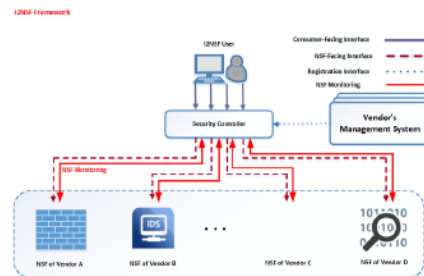 I2NSF Framework
Consumer-Facing Interface
I2NSF User
NSF-Facing Interface
Registration Interface
NSF Monitoring
Security Controller
Vendor's
Management System
NSF Monitoring
IDS
1011010
...
NSF of Vendor A
NSF of Vendor B
NSF of Vendor C
NSF of Vendor D